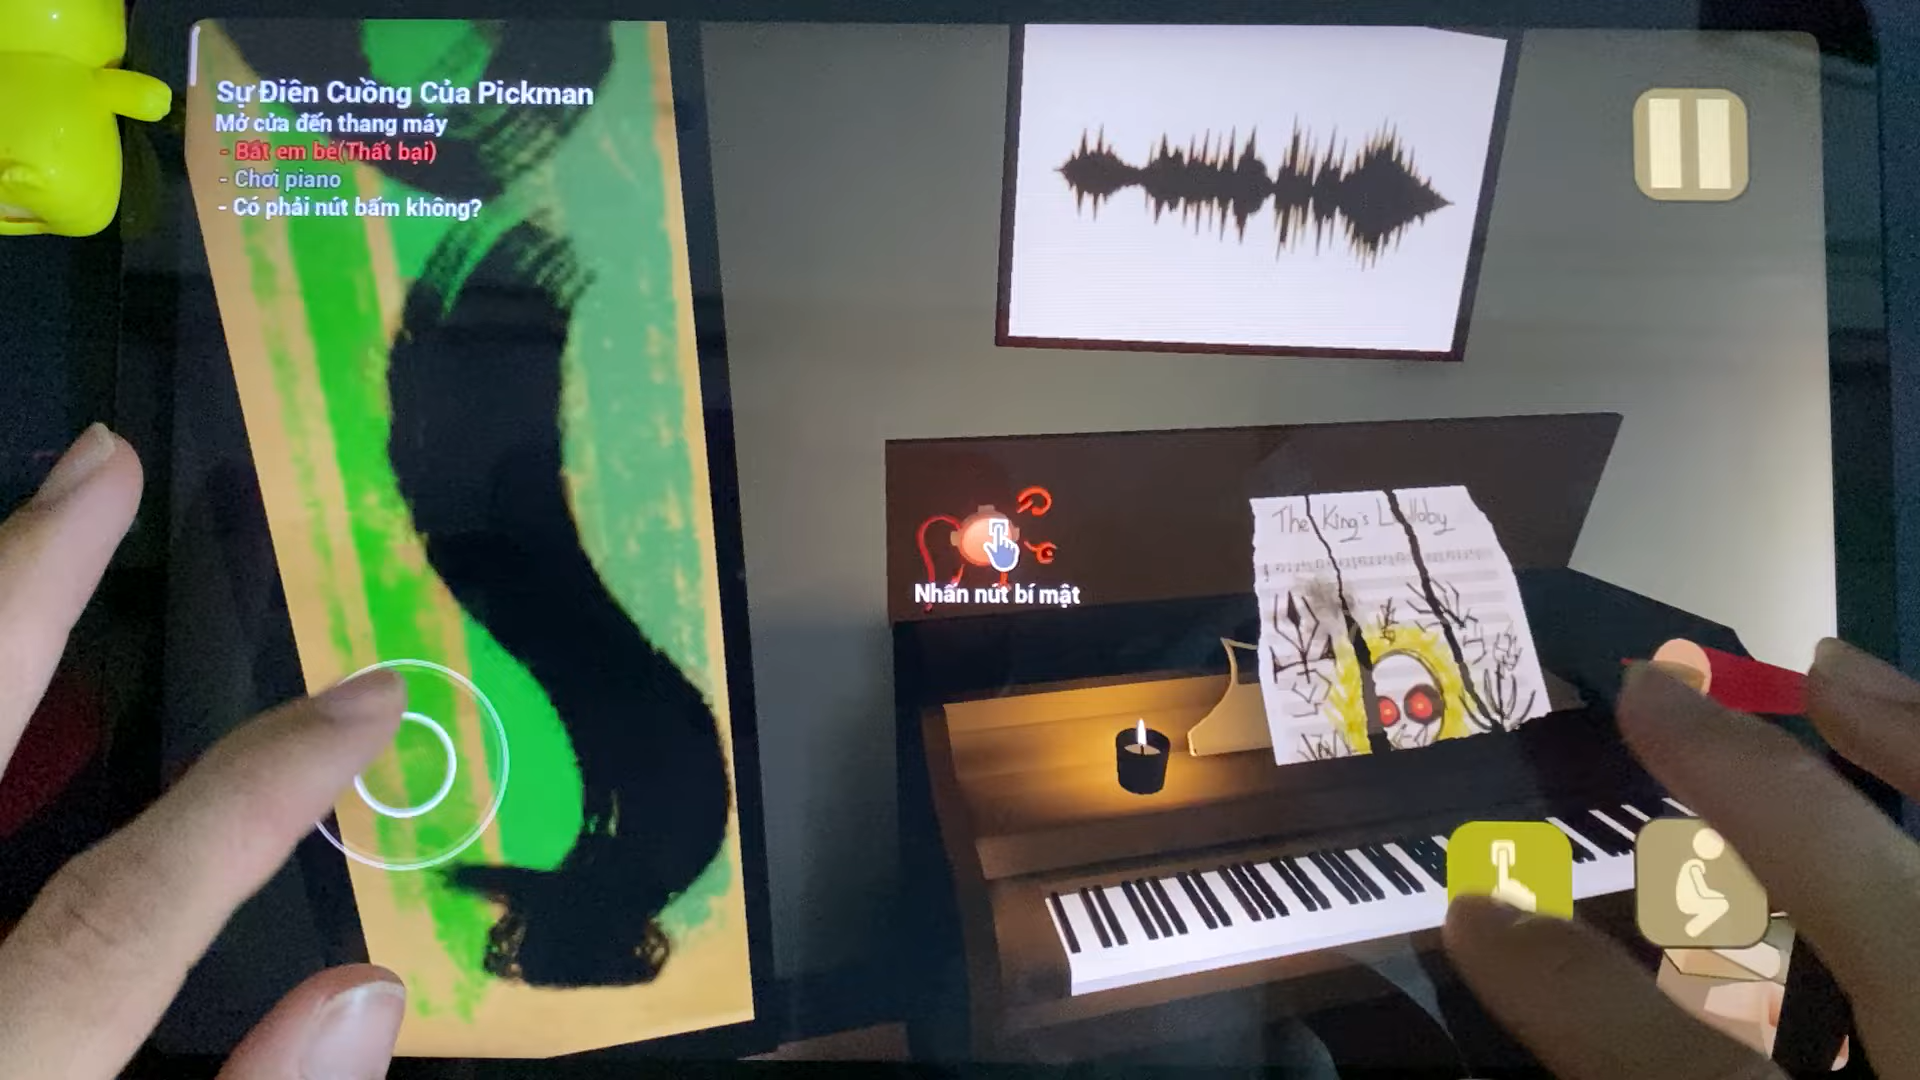 Sự Điên Cuồng Của Pickman
Mở cửa đến thang máy
- Bắt em bé(Thất bại)
- Chơi piano
- Có phải nút bấm không?
Nhấn nút bí mật
The King's Lullaby